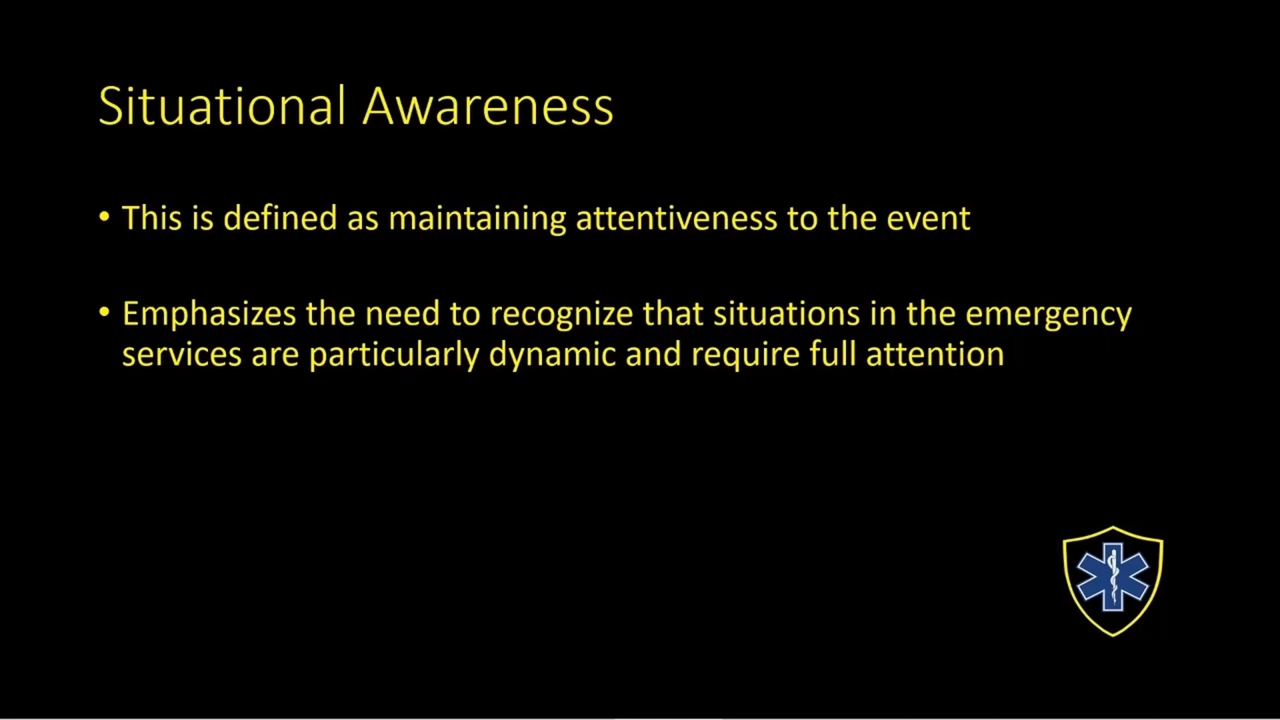 Situational Awareness
• This is defined as maintaining attentiveness to the event
• Emphasizes the need to recognize that situations in the emergency
services are particularly dynamic and require full attention